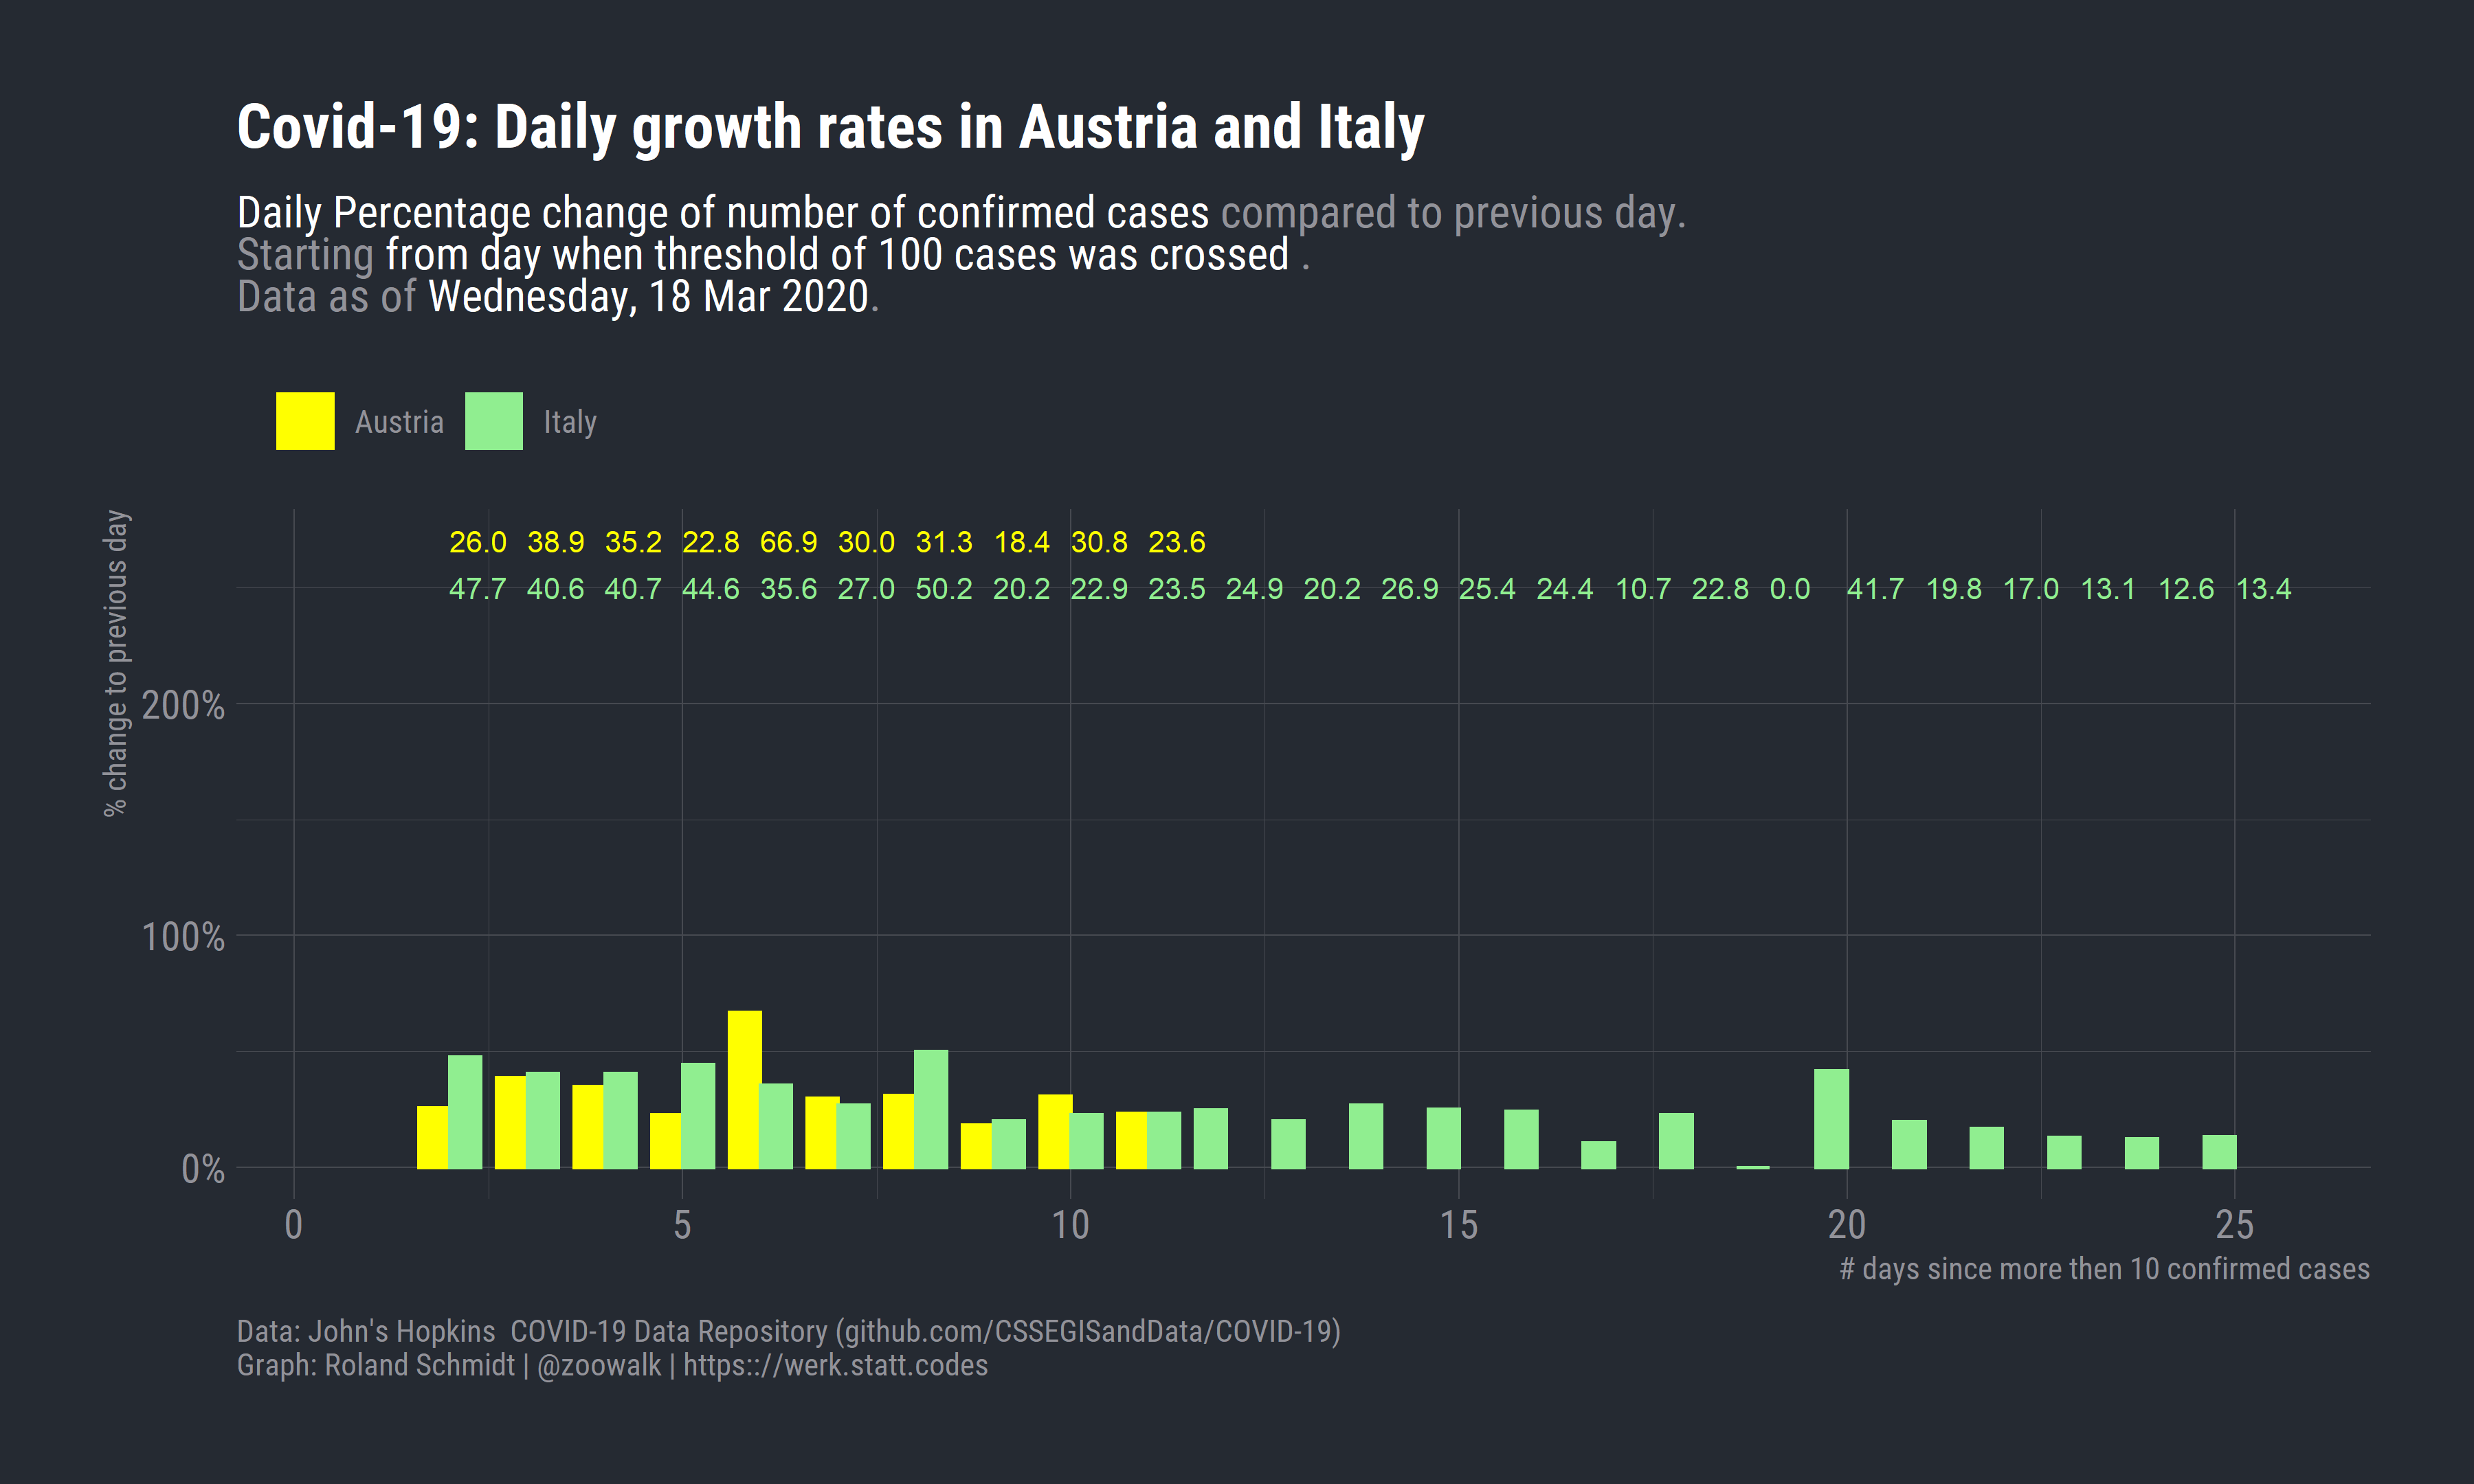 Covid-19: Daily growth rates in Austria and Italy
Daily Percentage change of number of confirmed cases compared to previous day.
Starting from day when threshold of 100 cases was crossed .
Data as of Wednesday, 18 Mar 2020.
Austria Italy
% change to previous day
26.0 38.9 35.2 22.8 66.9 30.0 31.3 18.4 30.8 23.6
47.7 40.6 40.7 44.6 35.6 27.0 50.2 20.2 22.9 23.5 24.9 20.2 26.9 25.4 24.4 10.7 22.8 0.0 41.7 19.8 17.0 13.1 12.6 13.4
200%
100%
0%
0 5 10 15 20 25
# days since more then 10 confirmed cases
Data: John's Hopkins  COVID-19 Data Repository (github.com/CSSEGISandData/COVID-19)
Graph: Roland Schmidt | @zoowalk | https:://werk.statt.codes